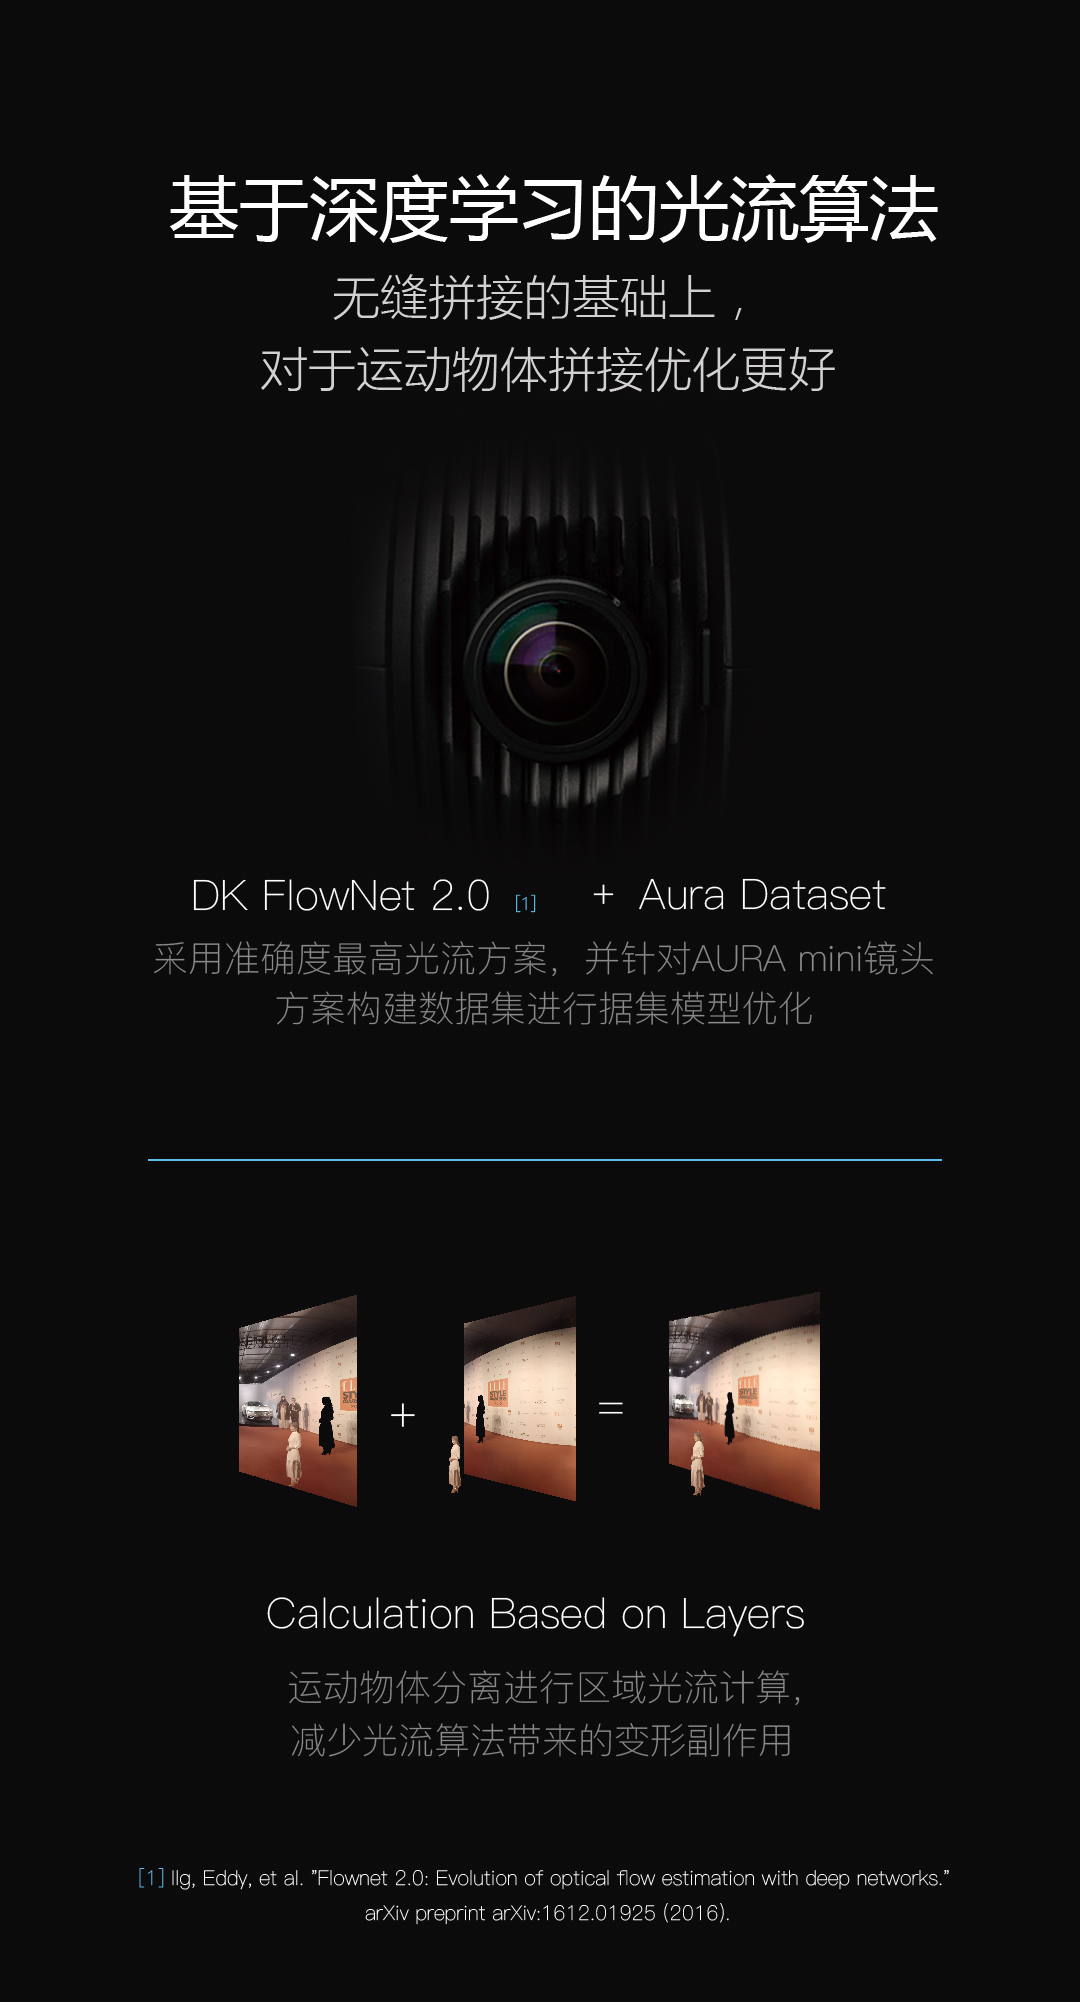 基于深度学习的光流算法
无缝拼接的基础上，
对于运动物体拼接优化更好
DK FlowNet 2.0 [1] + Aura Dataset
采用准确度最高光流方案，并针对AURA mini镜头
方案构建数据集进行据集模型优化
STYLE
+
=
Calculation Based on Layers
运动物体分离进行区域光流计算，
减少光流算法带来的变形副作用
[1] Ilg, Eddy, et al. ”Flownet 2.0: Evolution of optical flow estimation with deep networks.”
arXiv preprint arXiv:1612.01925 (2016).